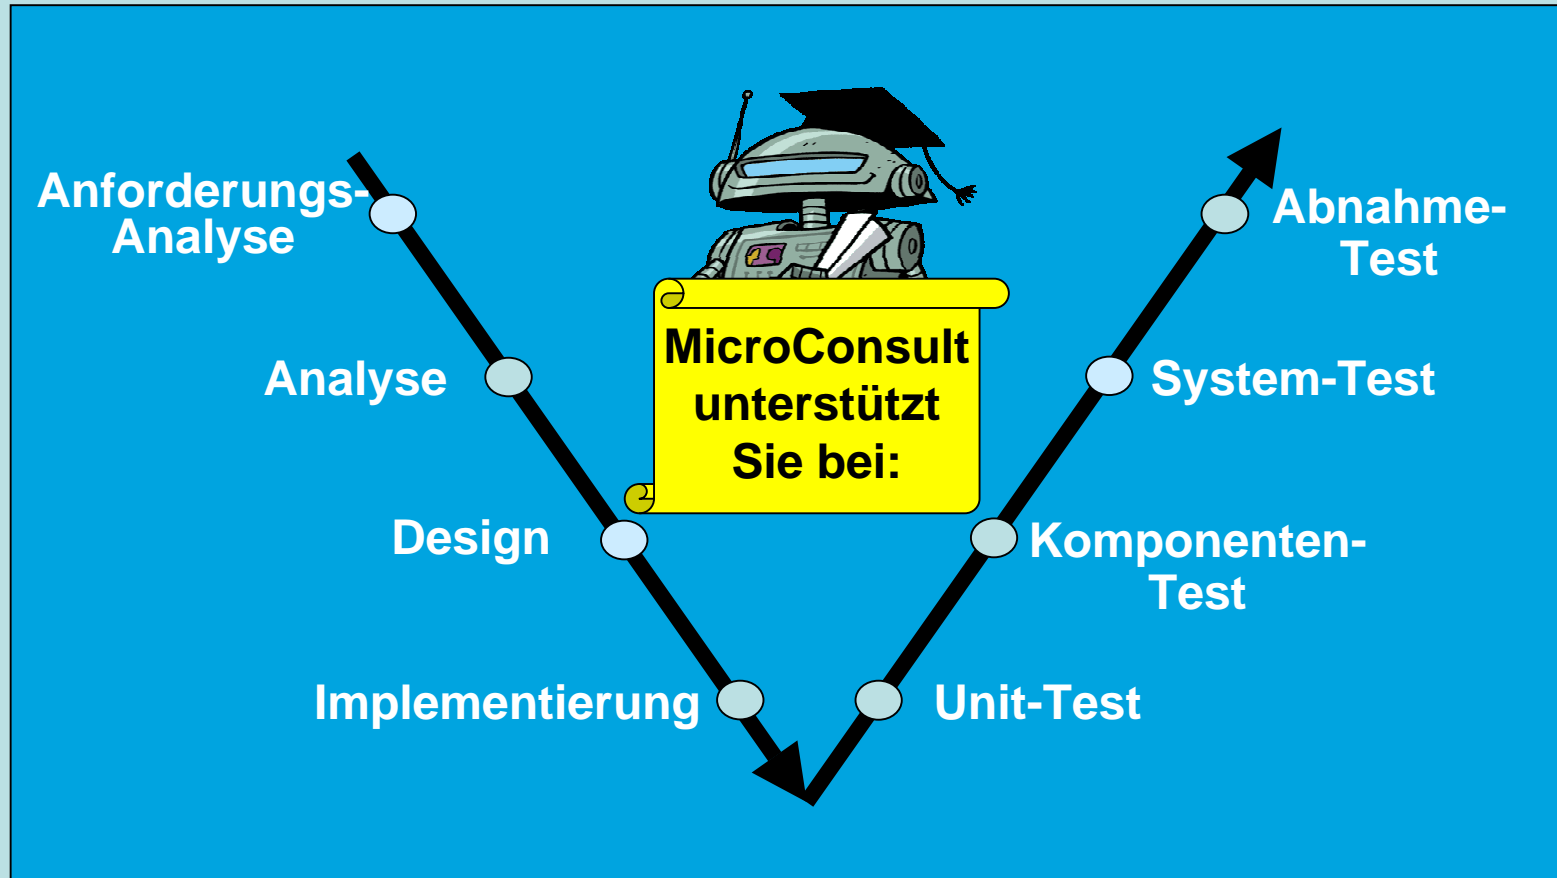 Anforderungs-
Analyse
Analyse
Design
Implementierung
MicroConsult
unterstützt
Sie bei:
Abnahme-
Test
System-Test
Komponenten-
Test
Unit-Test